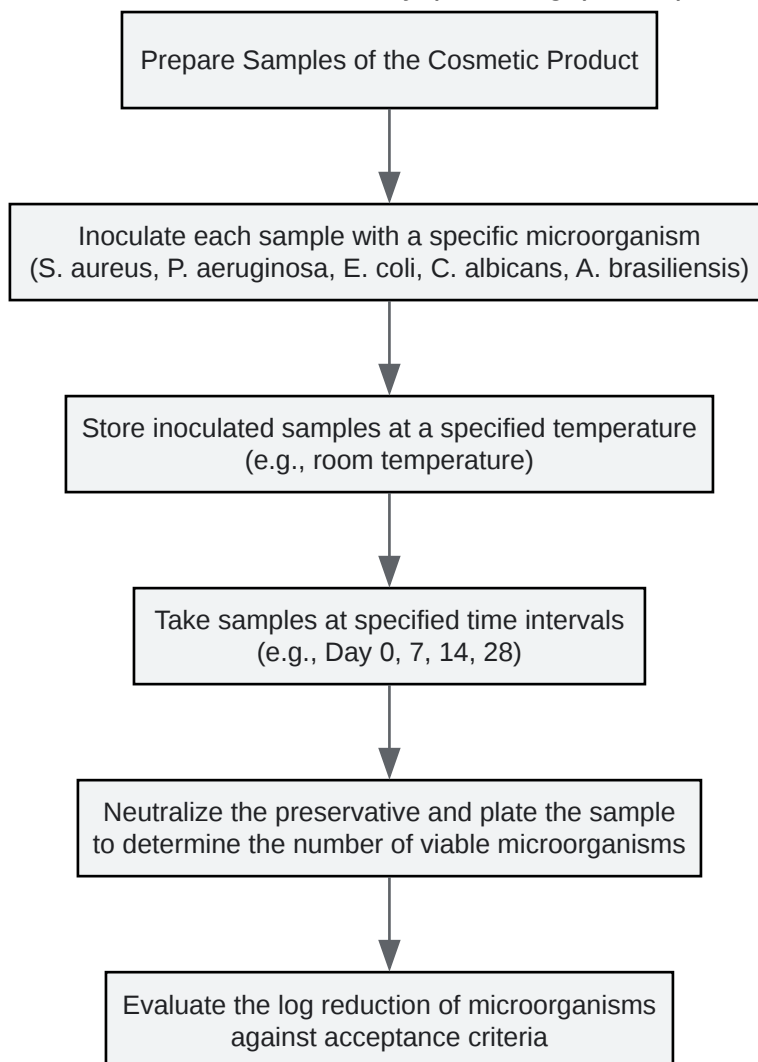 Prepare Samples of the Cosmetic Product
Inoculate each sample with a specific microorganism
(S. aureus, P. aeruginosa, E. coli, C. albicans, A. brasiliensis)
Store inoculated samples at a specified temperature
(e.g., room temperature)
Take samples at specified time intervals
(e.g., Day 0, 7, 14, 28)
Neutralize the preservative and plate the sample
to determine the number of viable microorganisms
Evaluate the log reduction of microorganisms
against acceptance criteria